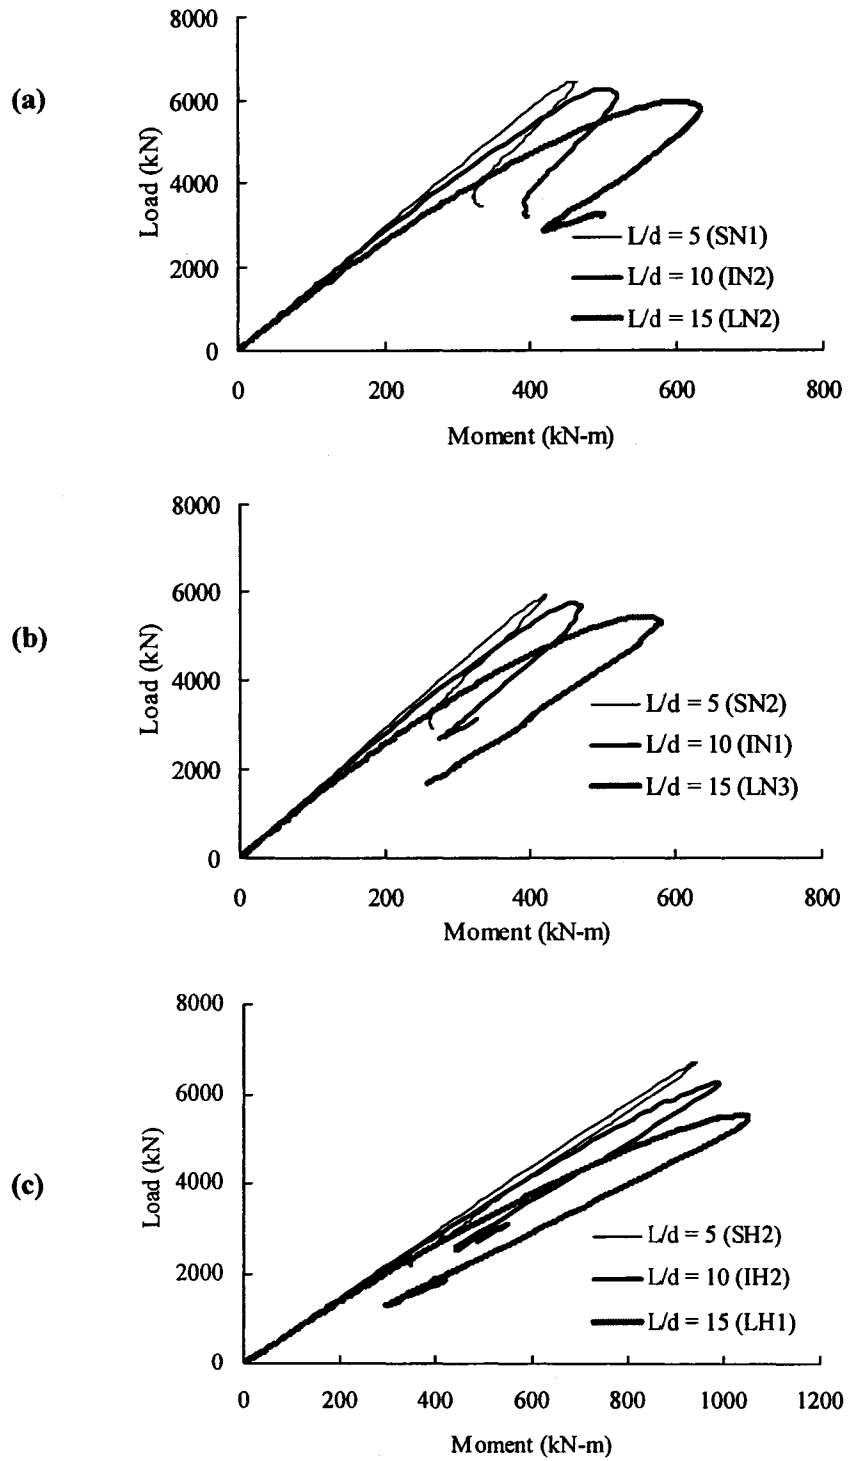 (a)
8000
6000
4000
2000
0
Load (kN)
L/d = 5 (SN1)
L/d = 10 (IN2)
L/d = 15 (LN2)
0 200 400 600 800
Moment (kN-m)
(b)
8000
6000
4000
2000
0
Load (kN)
L/d = 5 (SN2)
L/d = 10 (IN1)
L/d = 15 (LN3)
0 200 400 600 800
Moment (kN-m)
(c)
8000
6000
4000
2000
0
Load (kN)
L/d = 5 (SH2)
L/d = 10 (IH2)
L/d = 15 (LH1)
0 200 400 600 800 1000 1200
Moment (kN-m)